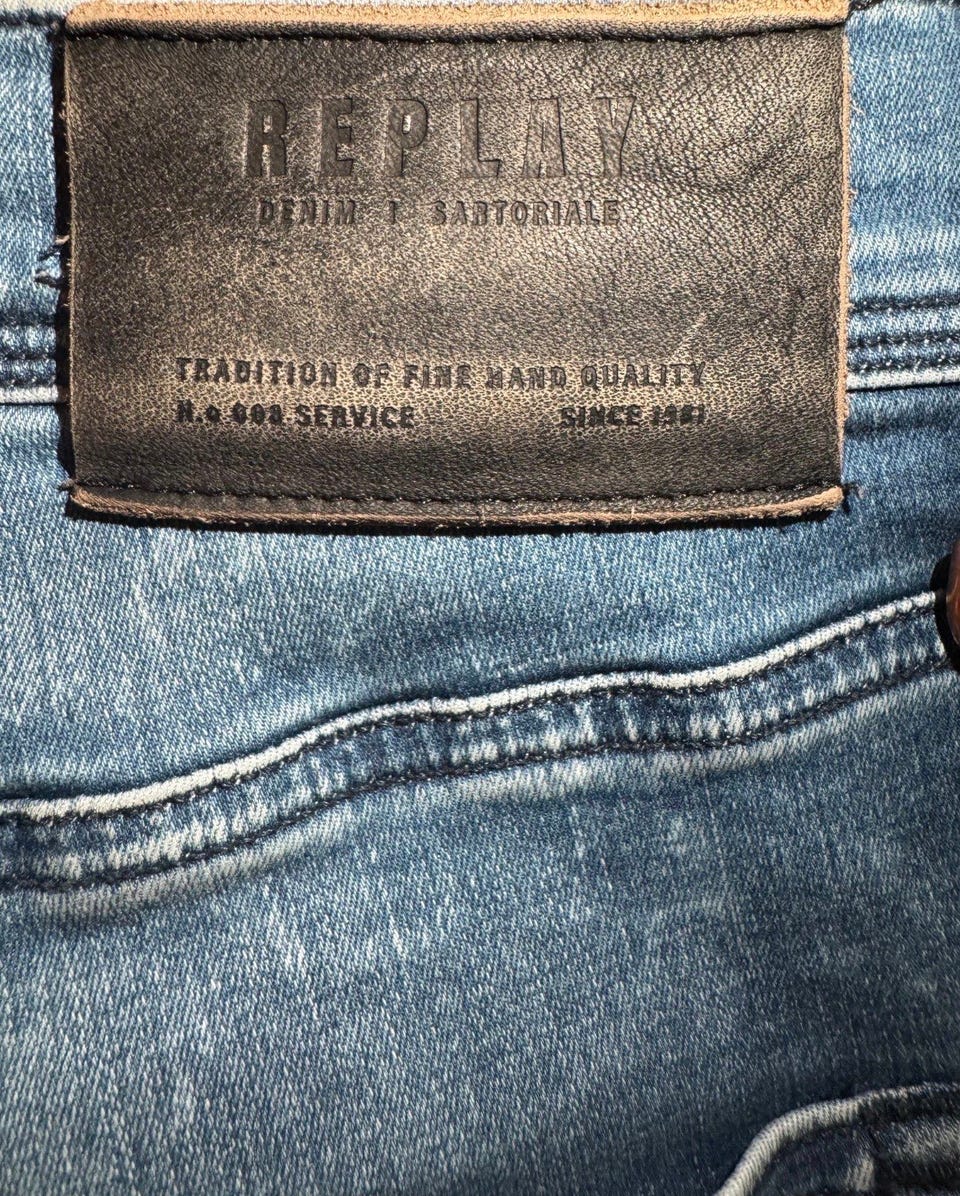 REPLAY
DENIM I SARTORIALE
TRADITION OF FINE HAND QUALITY
SERVICE SINCE 1981